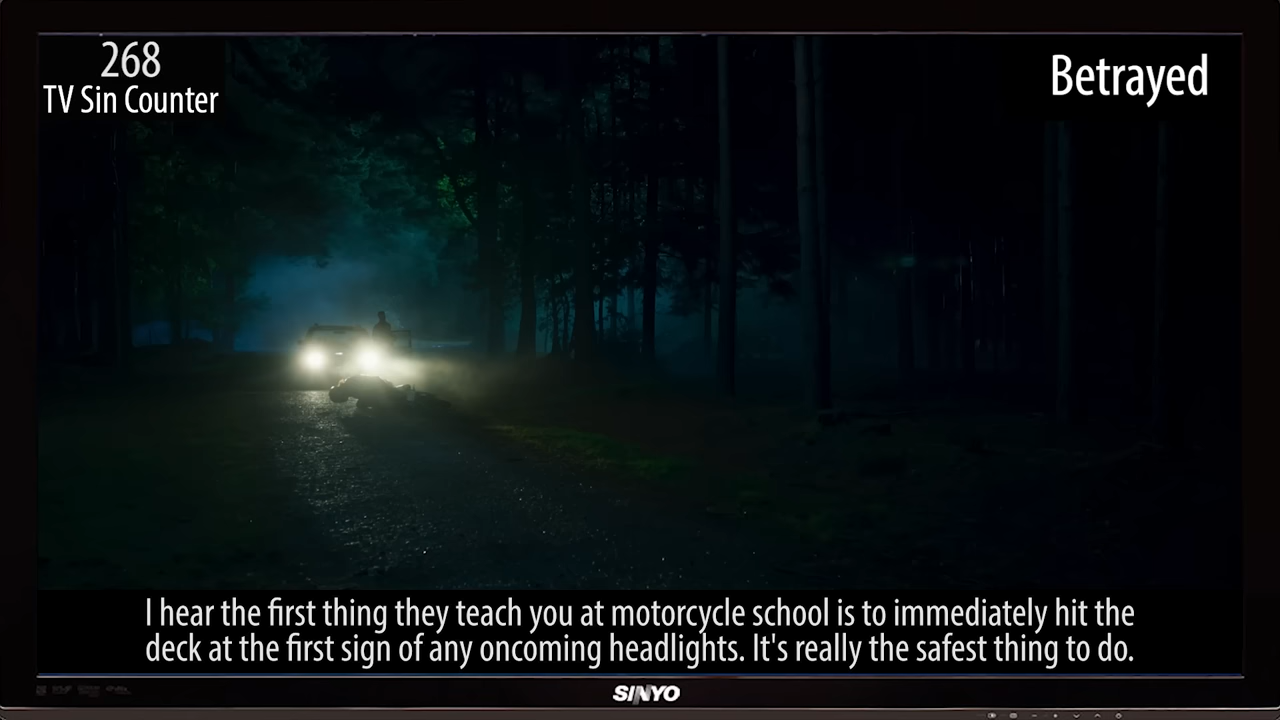 268
TV Sin Counter
Betrayed
I hear the first thing they teach you at motorcycle school is to immediately hit the
deck at the first sign of any oncoming headlights. It's really the safest thing to do.
SINYO